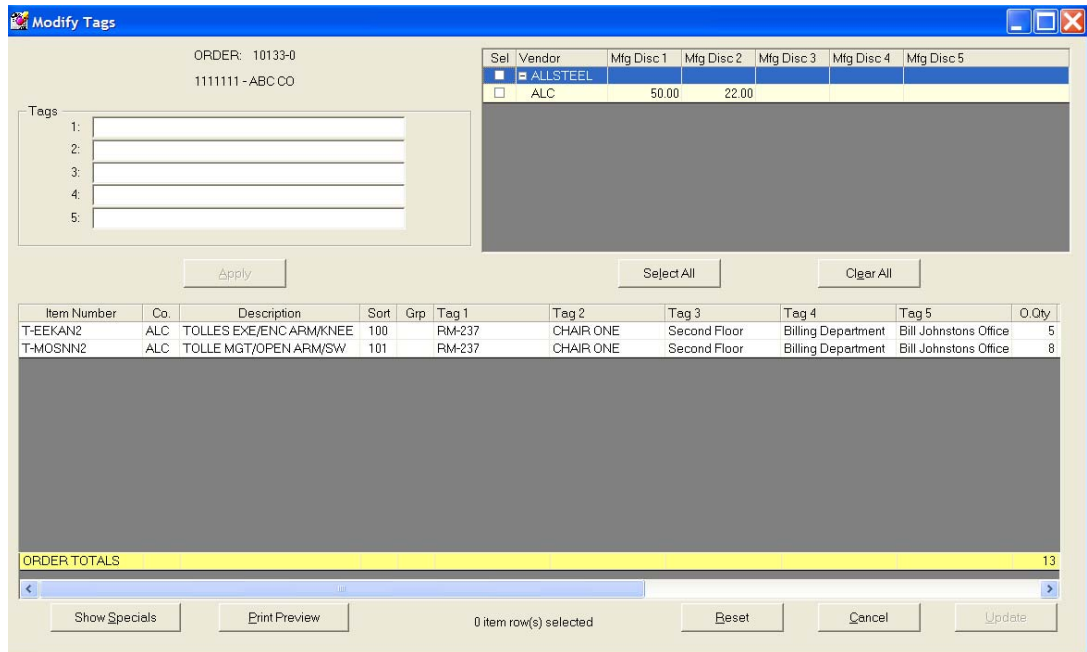 Modify Tags
ORDER: 10133-0
1111111 - ABC CO
Tags
1:
2:
3:
4:
5:
Apply
Sel Vendor Mfg Disc 1 Mfg Disc 2 Mfg Disc 3 Mfg Disc 4 Mfg Disc 5
ALLSTEEL
ALC 50.00 22.00
Select All Clear All
Item Number Co. Description Sort Grp Tag 1 Tag 2 Tag 3 Tag 4 Tag 5 O.Qty
T-EEKAN2 ALC TOLLES EXE/ENC ARM/KNEE 100 RM-237 CHAIR ONE Second Floor Billing Department Bill Johnstons Office 5
T-MOSNN2 ALC TOLLE MGT/OPEN ARM/SW 101 RM-237 CHAIR ONE Second Floor Billing Department Bill Johnstons Office 8
ORDER TOTALS 13
Show Specials Print Preview 0 item row(s) selected Reset Cancel Update